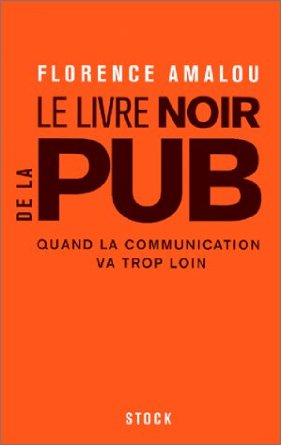 FLORENCE AMALOU
LE LIVRE NOIR
DE LA
PUB
QUAND LA COMMUNICATION
VA TROP LOIN
STOCK